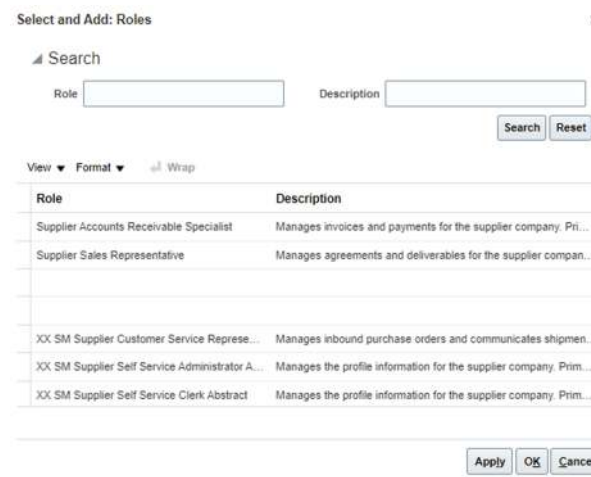 Select and Add: Roles
Search
Role
Description
Search Reset
View Format Wrap
Role Description
Supplier Accounts Receivable Specialist Manages invoices and payments for the supplier company. Pri...
Supplier Sales Representative Manages agreements and deliverables for the supplier compan...
XX SM Supplier Customer Service Represe... Manages inbound purchase orders and communicates shipmen...
XX SM Supplier Self Service Administrator A... Manages the profile information for the supplier company. Prim...
XX SM Supplier Self Service Clerk Abstract Manages the profile information for the supplier company. Prim...
Apply OK Cance